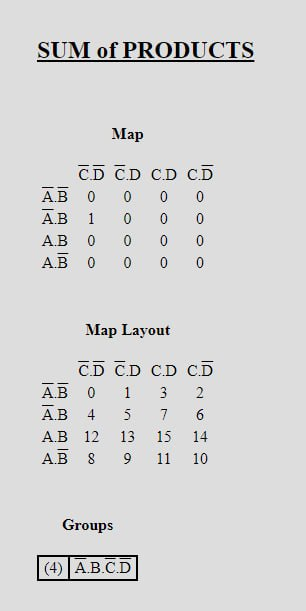 SUM of PRODUCTS
Map
C̅.D̅ C̅.D C.D C.D̅
A̅.B̅ 0 0 0 0
A̅.B 1 0 0 0
A.B 0 0 0 0
A.B̅ 0 0 0 0
Map Layout
C̅.D̅ C̅.D C.D C.D̅
A̅.B̅ 0 1 3 2
A̅.B 4 5 7 6
A.B 12 13 15 14
A.B̅ 8 9 11 10
Groups
(4) A̅.B.C̅.D̅